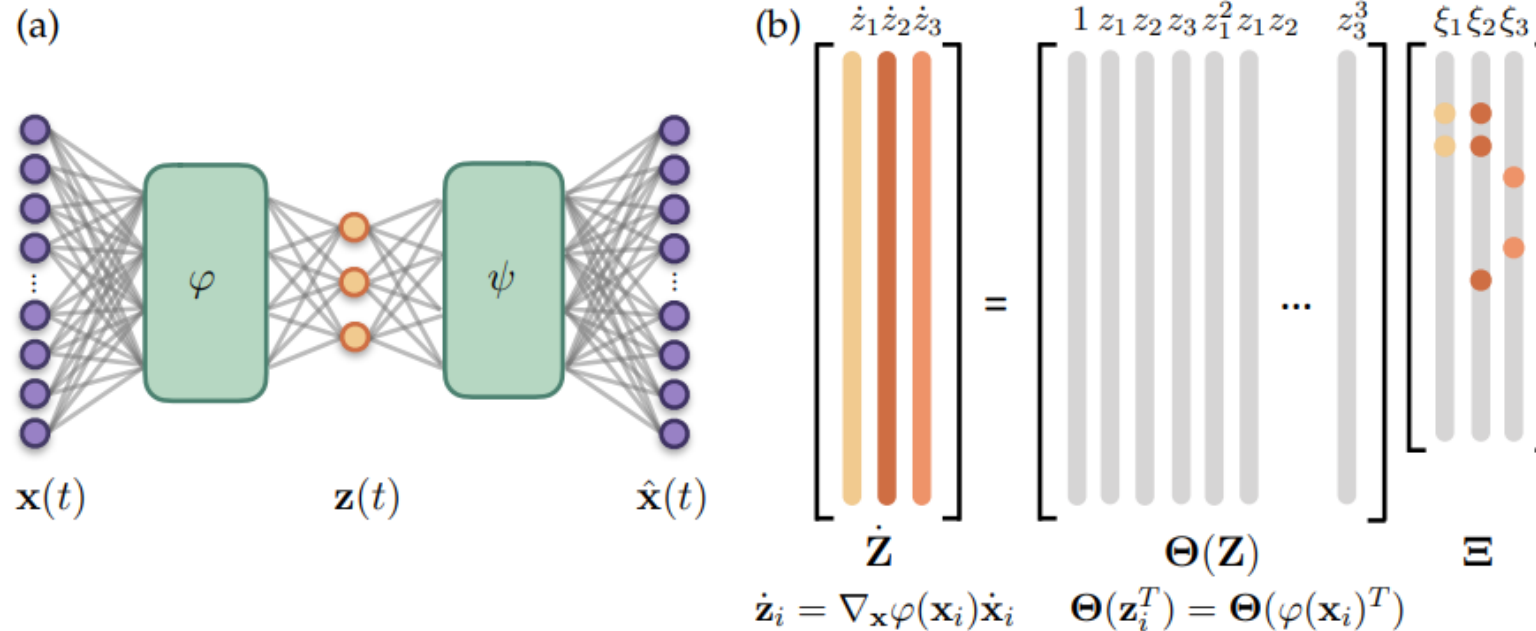 (a)
φ
ψ
⋮
⋮
x(t)
z(t)
x̂(t)
(b)
ż₁ ż₂ ż₃
1 z₁ z₂ z₃ z₁² z₁z₂ z₃³
ξ₁ ξ₂ ξ₃
=
...
Ż
Θ(Z)
Ξ
żᵢ = ∇ₓφ(xᵢ)ẋᵢ
Θ(zᵢᵀ) = Θ(φ(xᵢ)ᵀ)